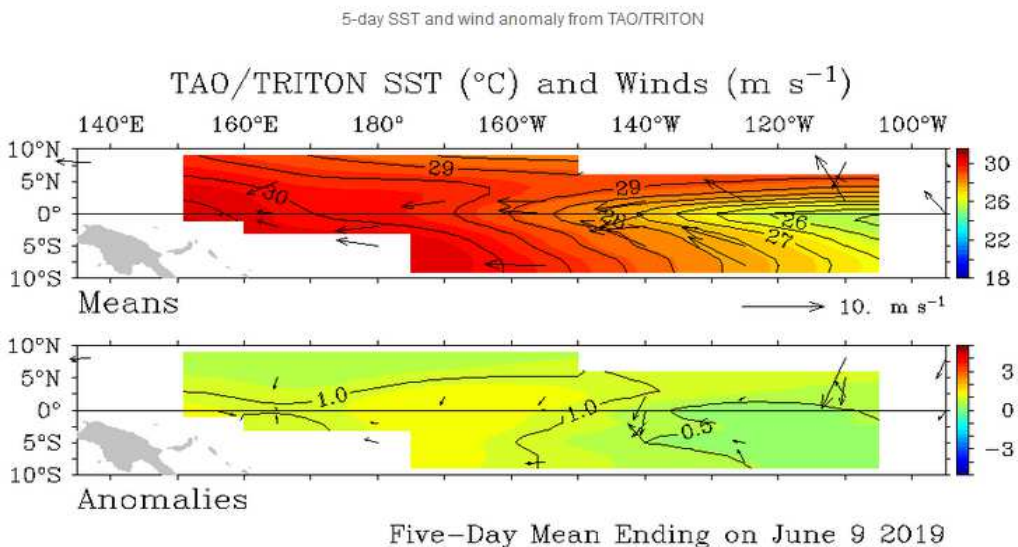 5-day SST and wind anomaly from TAO/TRITON
TAO/TRITON SST (°C) and Winds (m s⁻¹)
140°E 160°E 180° 160°W 140°W 120°W 100°W
10°N
5°N
0°
5°S
10°S
29
30
29
28
26
27
30
26
22
18
Means
10. m s⁻¹
10°N
5°N
0°
5°S
10°S
1.0
1.0
0.5
3
0
−3
Anomalies
Five−Day Mean Ending on June 9 2019